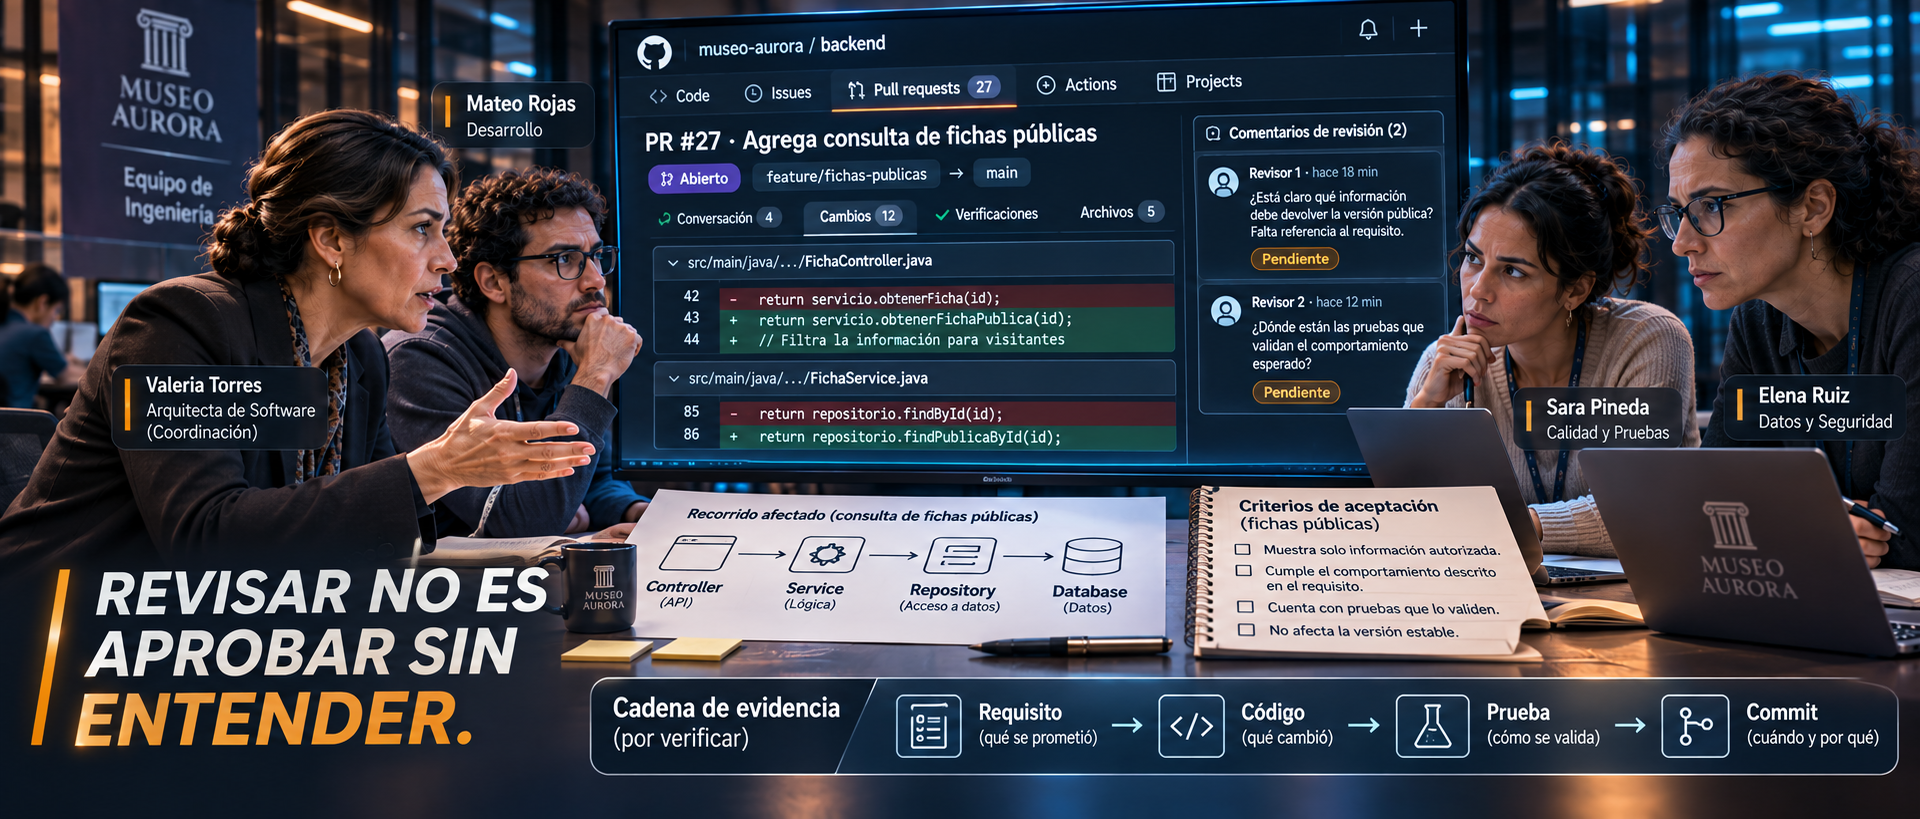 MUSEO
AURORA
Equipo de
Ingeniería
Mateo Rojas
Desarrollo
Valeria Torres
Arquitecta de Software
(Coordinación)
museo-aurora / backend
Code
Issues
Pull requests 27
Actions
Projects
PR #27 · Agrega consulta de fichas públicas
Abierto
feature/fichas-publicas → main
Conversación 4
Cambios 12
Verificaciones
Archivos 5
src/main/java/.../FichaController.java
42 - return servicio.obtenerFicha(id);
43 + return servicio.obtenerFichaPublica(id);
44 + // Filtra la información para visitantes
src/main/java/.../FichaService.java
85 - return repositorio.findById(id);
86 + return repositorio.findPublicaById(id);
Comentarios de revisión (2)
Revisor 1 · hace 18 min
¿Está claro qué información
debe devolver la versión pública?
Falta referencia al requisito.
Pendiente
Revisor 2 · hace 12 min
¿Dónde están las pruebas que
validan el comportamiento
esperado?
Pendiente
Sara Pineda
Calidad y Pruebas
Elena Ruiz
Datos y Seguridad
Recorrido afectado (consulta de fichas públicas)
Controller
(API)
Service
(Lógica)
Repository
(Acceso a datos)
Database
(Datos)
Criterios de aceptación
(fichas públicas)
Muestra solo información autorizada.
Cumple el comportamiento descrito
en el requisito.
Cuenta con pruebas que lo validen.
No afecta la versión estable.
MUSEO
AURORA
MUSEO
AURORA
REVISAR NO ES
APROBAR SIN
ENTENDER.
Cadena de evidencia
(por verificar)
Requisito
(qué se prometió)
Código
(qué cambió)
Prueba
(cómo se valida)
Commit
(cuándo y por qué)